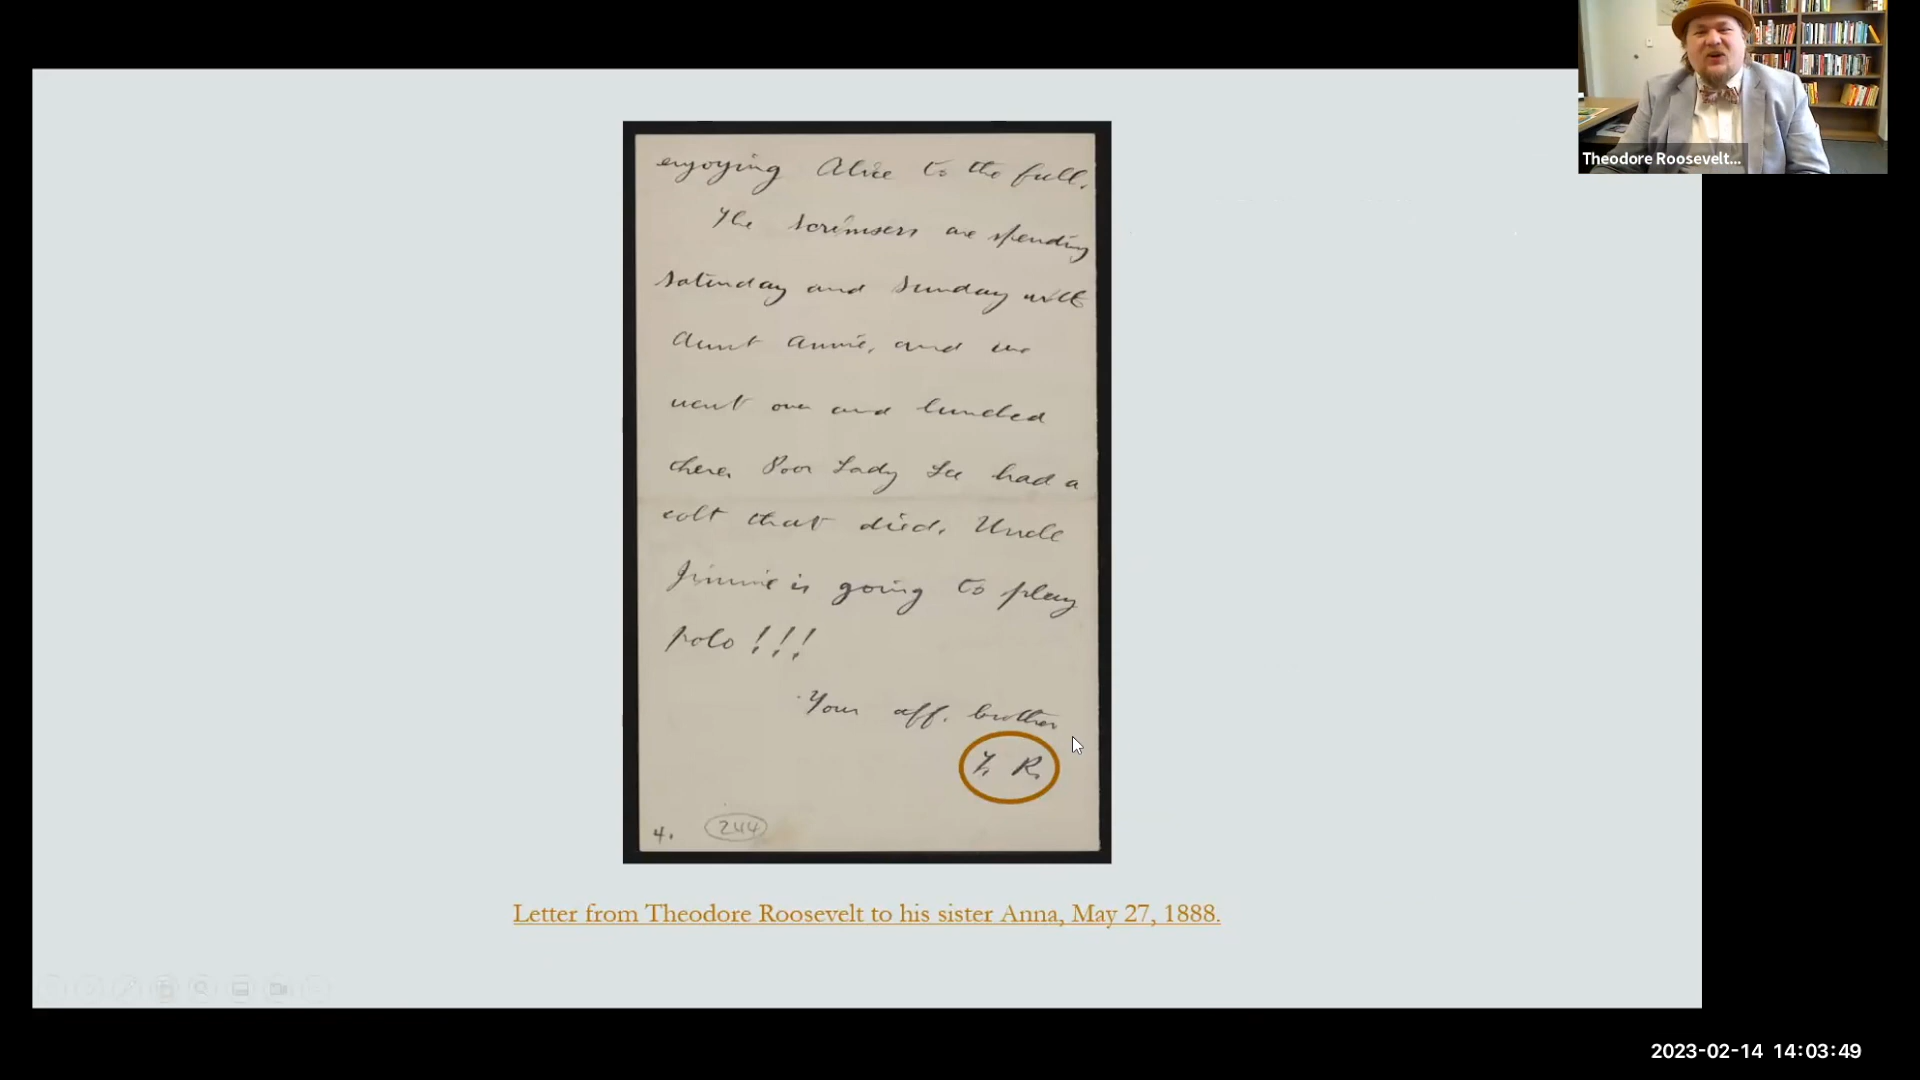 Theodore Roosevelt...
enjoying Alice to the full.
The Scrimsers are spending
Saturday and Sunday with
Aunt Annie, and we
went over and lunched
there. Poor Lady Lee had a
colt that died. Uncle
Jimmie is going to play
polo!!!
Your aff. brother
T. R.
4. 244
Letter from Theodore Roosevelt to his sister Anna, May 27, 1888.
2023-02-14 14:03:49